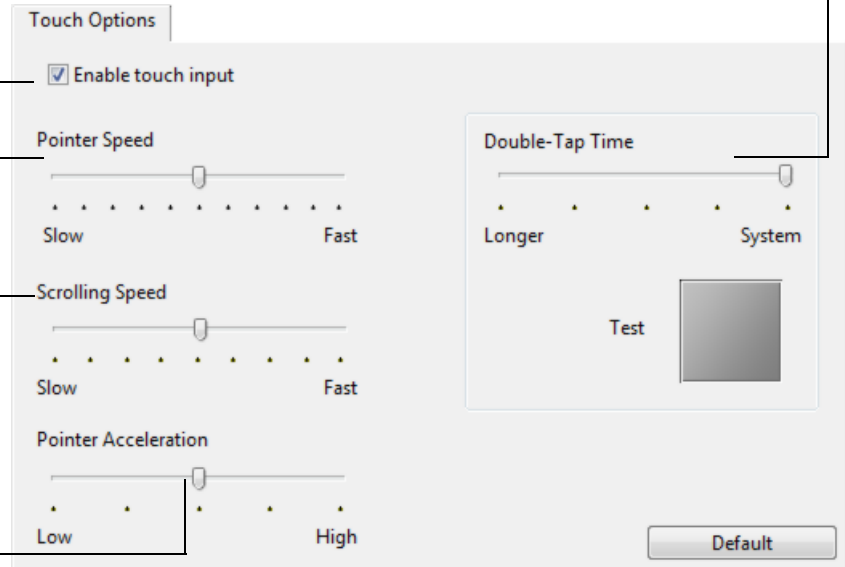 Touch Options
Enable touch input
Pointer Speed
Slow Fast
Scrolling Speed
Slow Fast
Pointer Acceleration
Low High
Double-Tap Time
Longer System
Test
Default